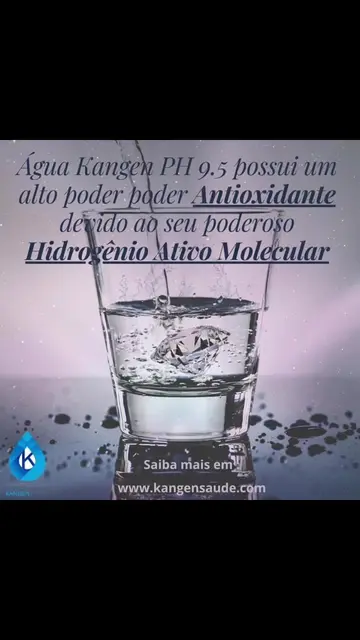 Água Kangen PH 9.5 possui um
alto poder poder Antioxidante
devido ao seu poderoso
Hidrogênio Ativo Molecular
K
KANGEN
Saiba mais em
www.kangensaude.com